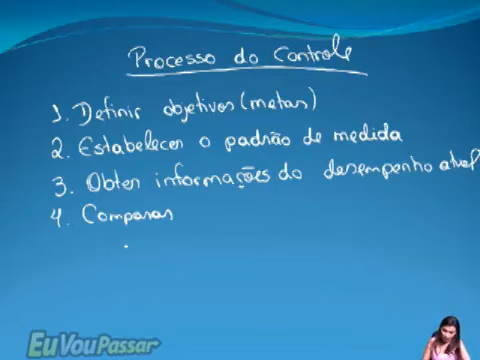 Processo do Controle
1. Definir objetivos (metas)
2. Estabelecer o padrão de medida
3. Obter informações do desempenho atual
4. Comparar
EuVouPassar